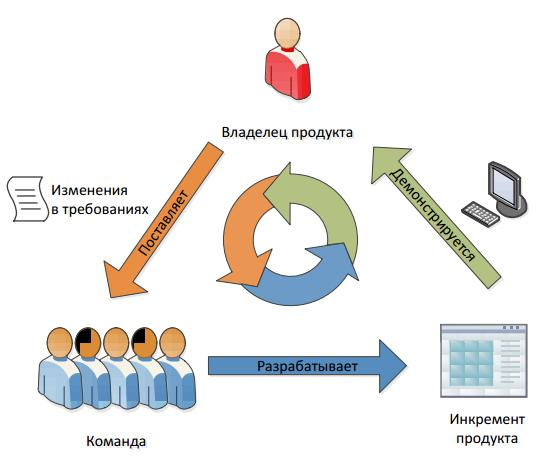 Владелец продукта
Изменения
в требованиях
Поставляет
Демонстрируется
Разрабатывает
Команда
Инкремент
продукта